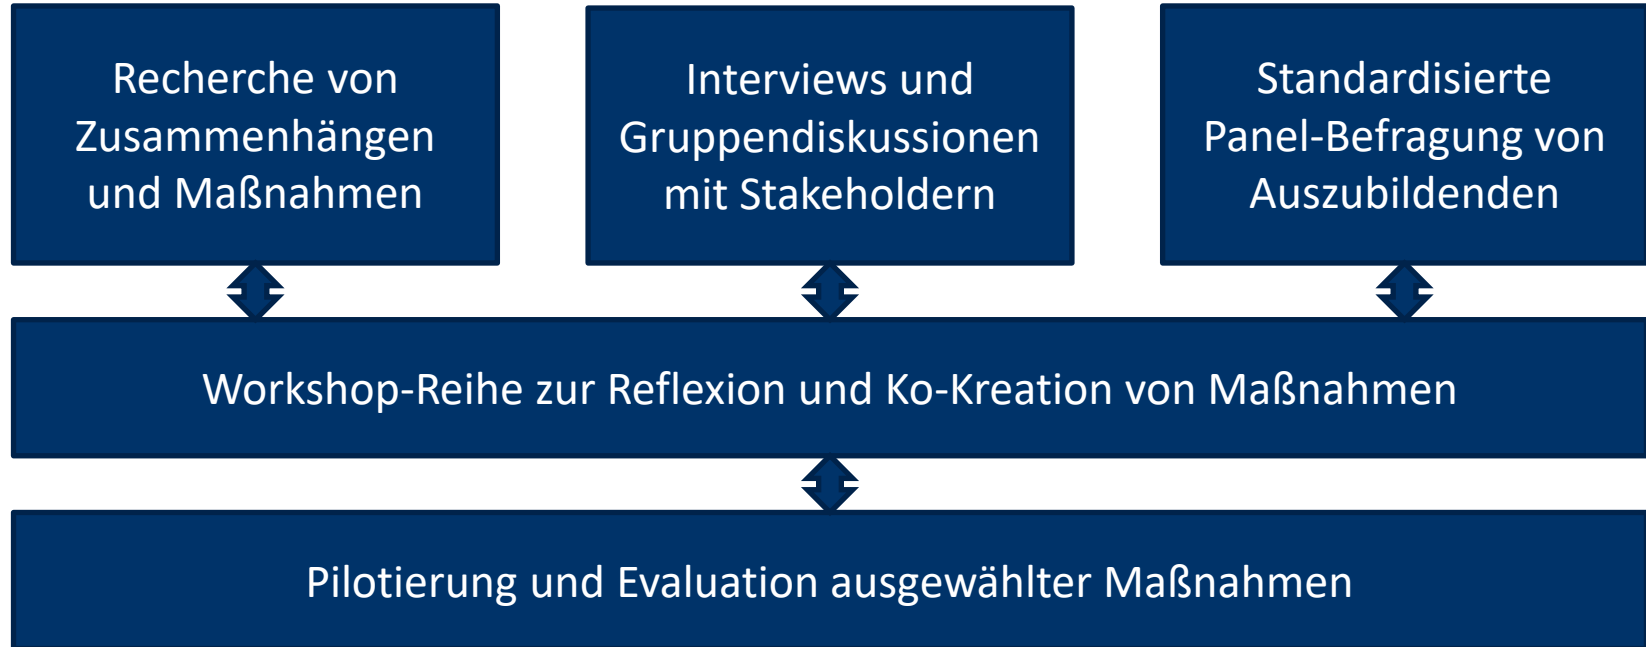 Recherche von
Zusammenhängen
und Maßnahmen
Interviews und
Gruppendiskussionen
mit Stakeholdern
Standardisierte
Panel-Befragung von
Auszubildenden
Workshop-Reihe zur Reflexion und Ko-Kreation von Maßnahmen
Pilotierung und Evaluation ausgewählter Maßnahmen